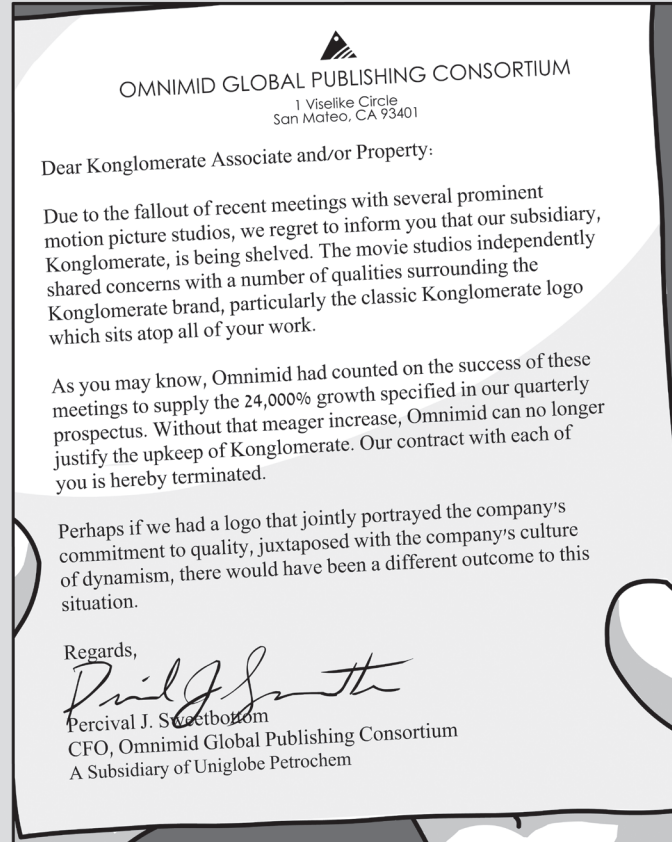 OMNIMID GLOBAL PUBLISHING CONSORTIUM
1 Viselike Circle
San Mateo, CA 93401
Dear Konglomerate Associate and/or Property:
Due to the fallout of recent meetings with several prominent
motion picture studios, we regret to inform you that our subsidiary,
Konglomerate, is being shelved. The movie studios independently
shared concerns with a number of qualities surrounding the
Konglomerate brand, particularly the classic Konglomerate logo
which sits atop all of your work.
As you may know, Omnimid had counted on the success of these
meetings to supply the 24,000% growth specified in our quarterly
prospectus. Without that meager increase, Omnimid can no longer
justify the upkeep of Konglomerate. Our contract with each of
you is hereby terminated.
Perhaps if we had a logo that jointly portrayed the company's
commitment to quality, juxtaposed with the company's culture
of dynamism, there would have been a different outcome to this
situation.
Regards,
Percival J. Sweetbottom
CFO, Omnimid Global Publishing Consortium
A Subsidiary of Uniglobe Petrochem